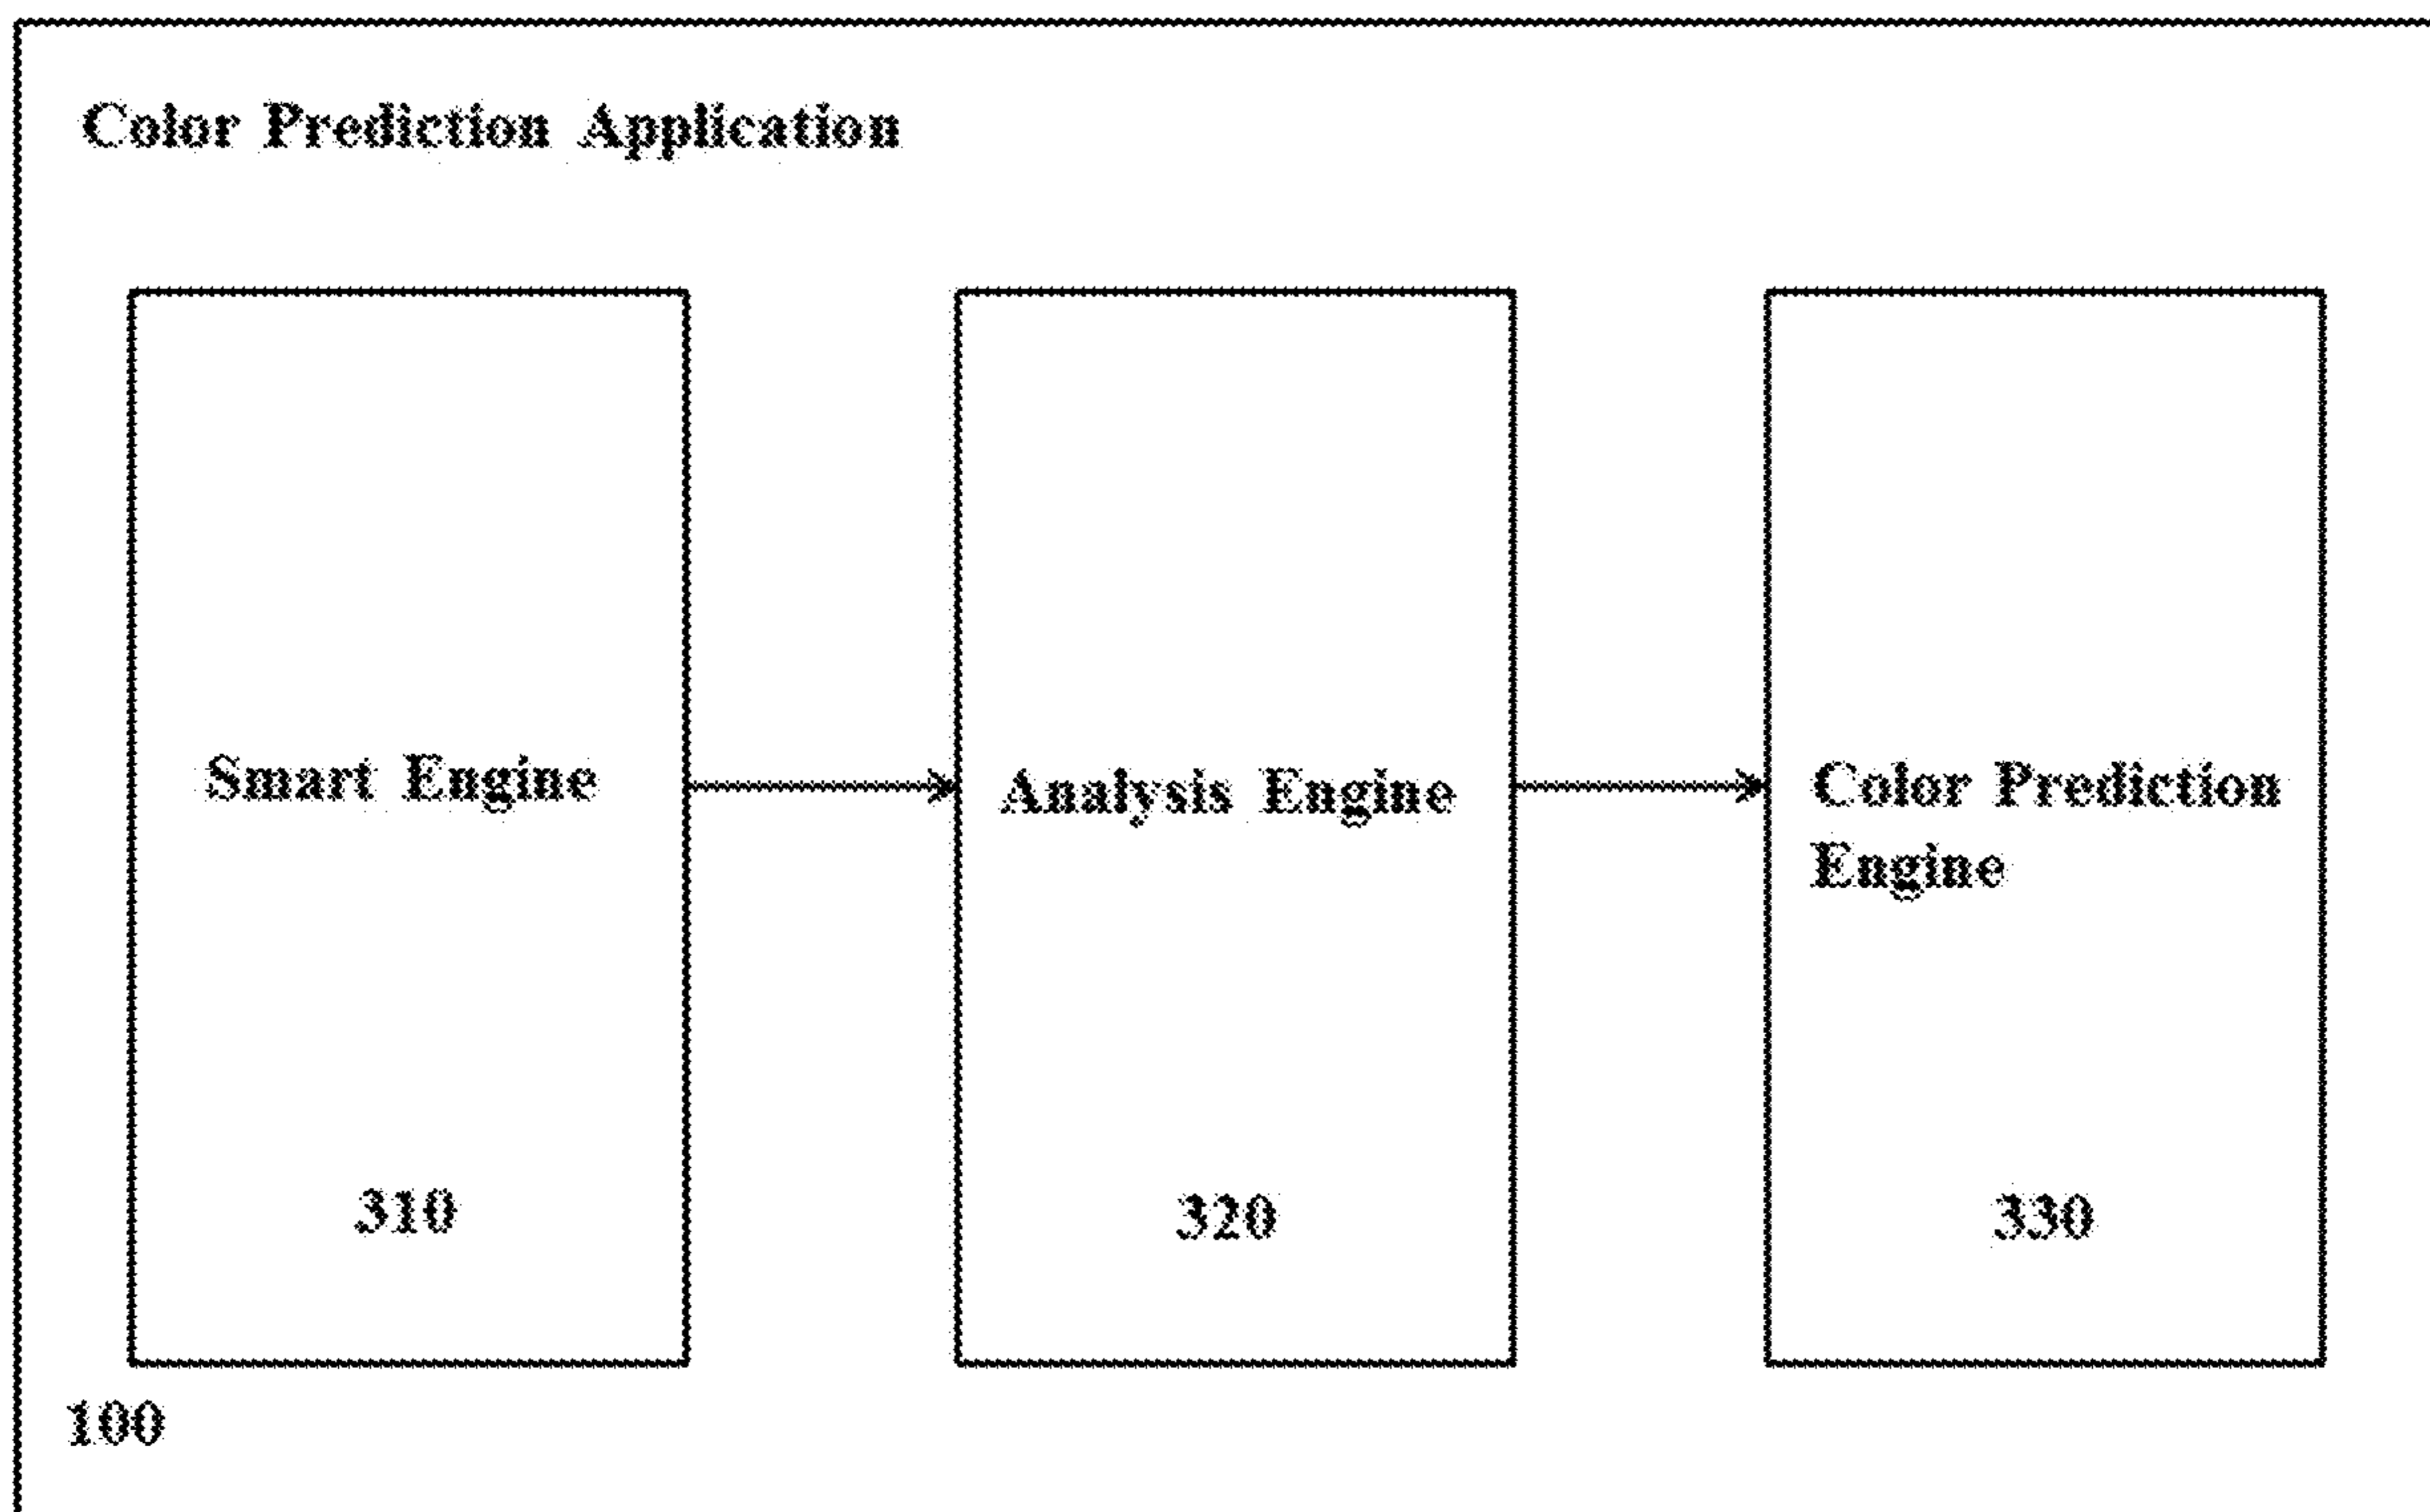 Color Prediction Application
Smart Engine
Analysis Engine
Color Prediction
Engine
310
320
330
100